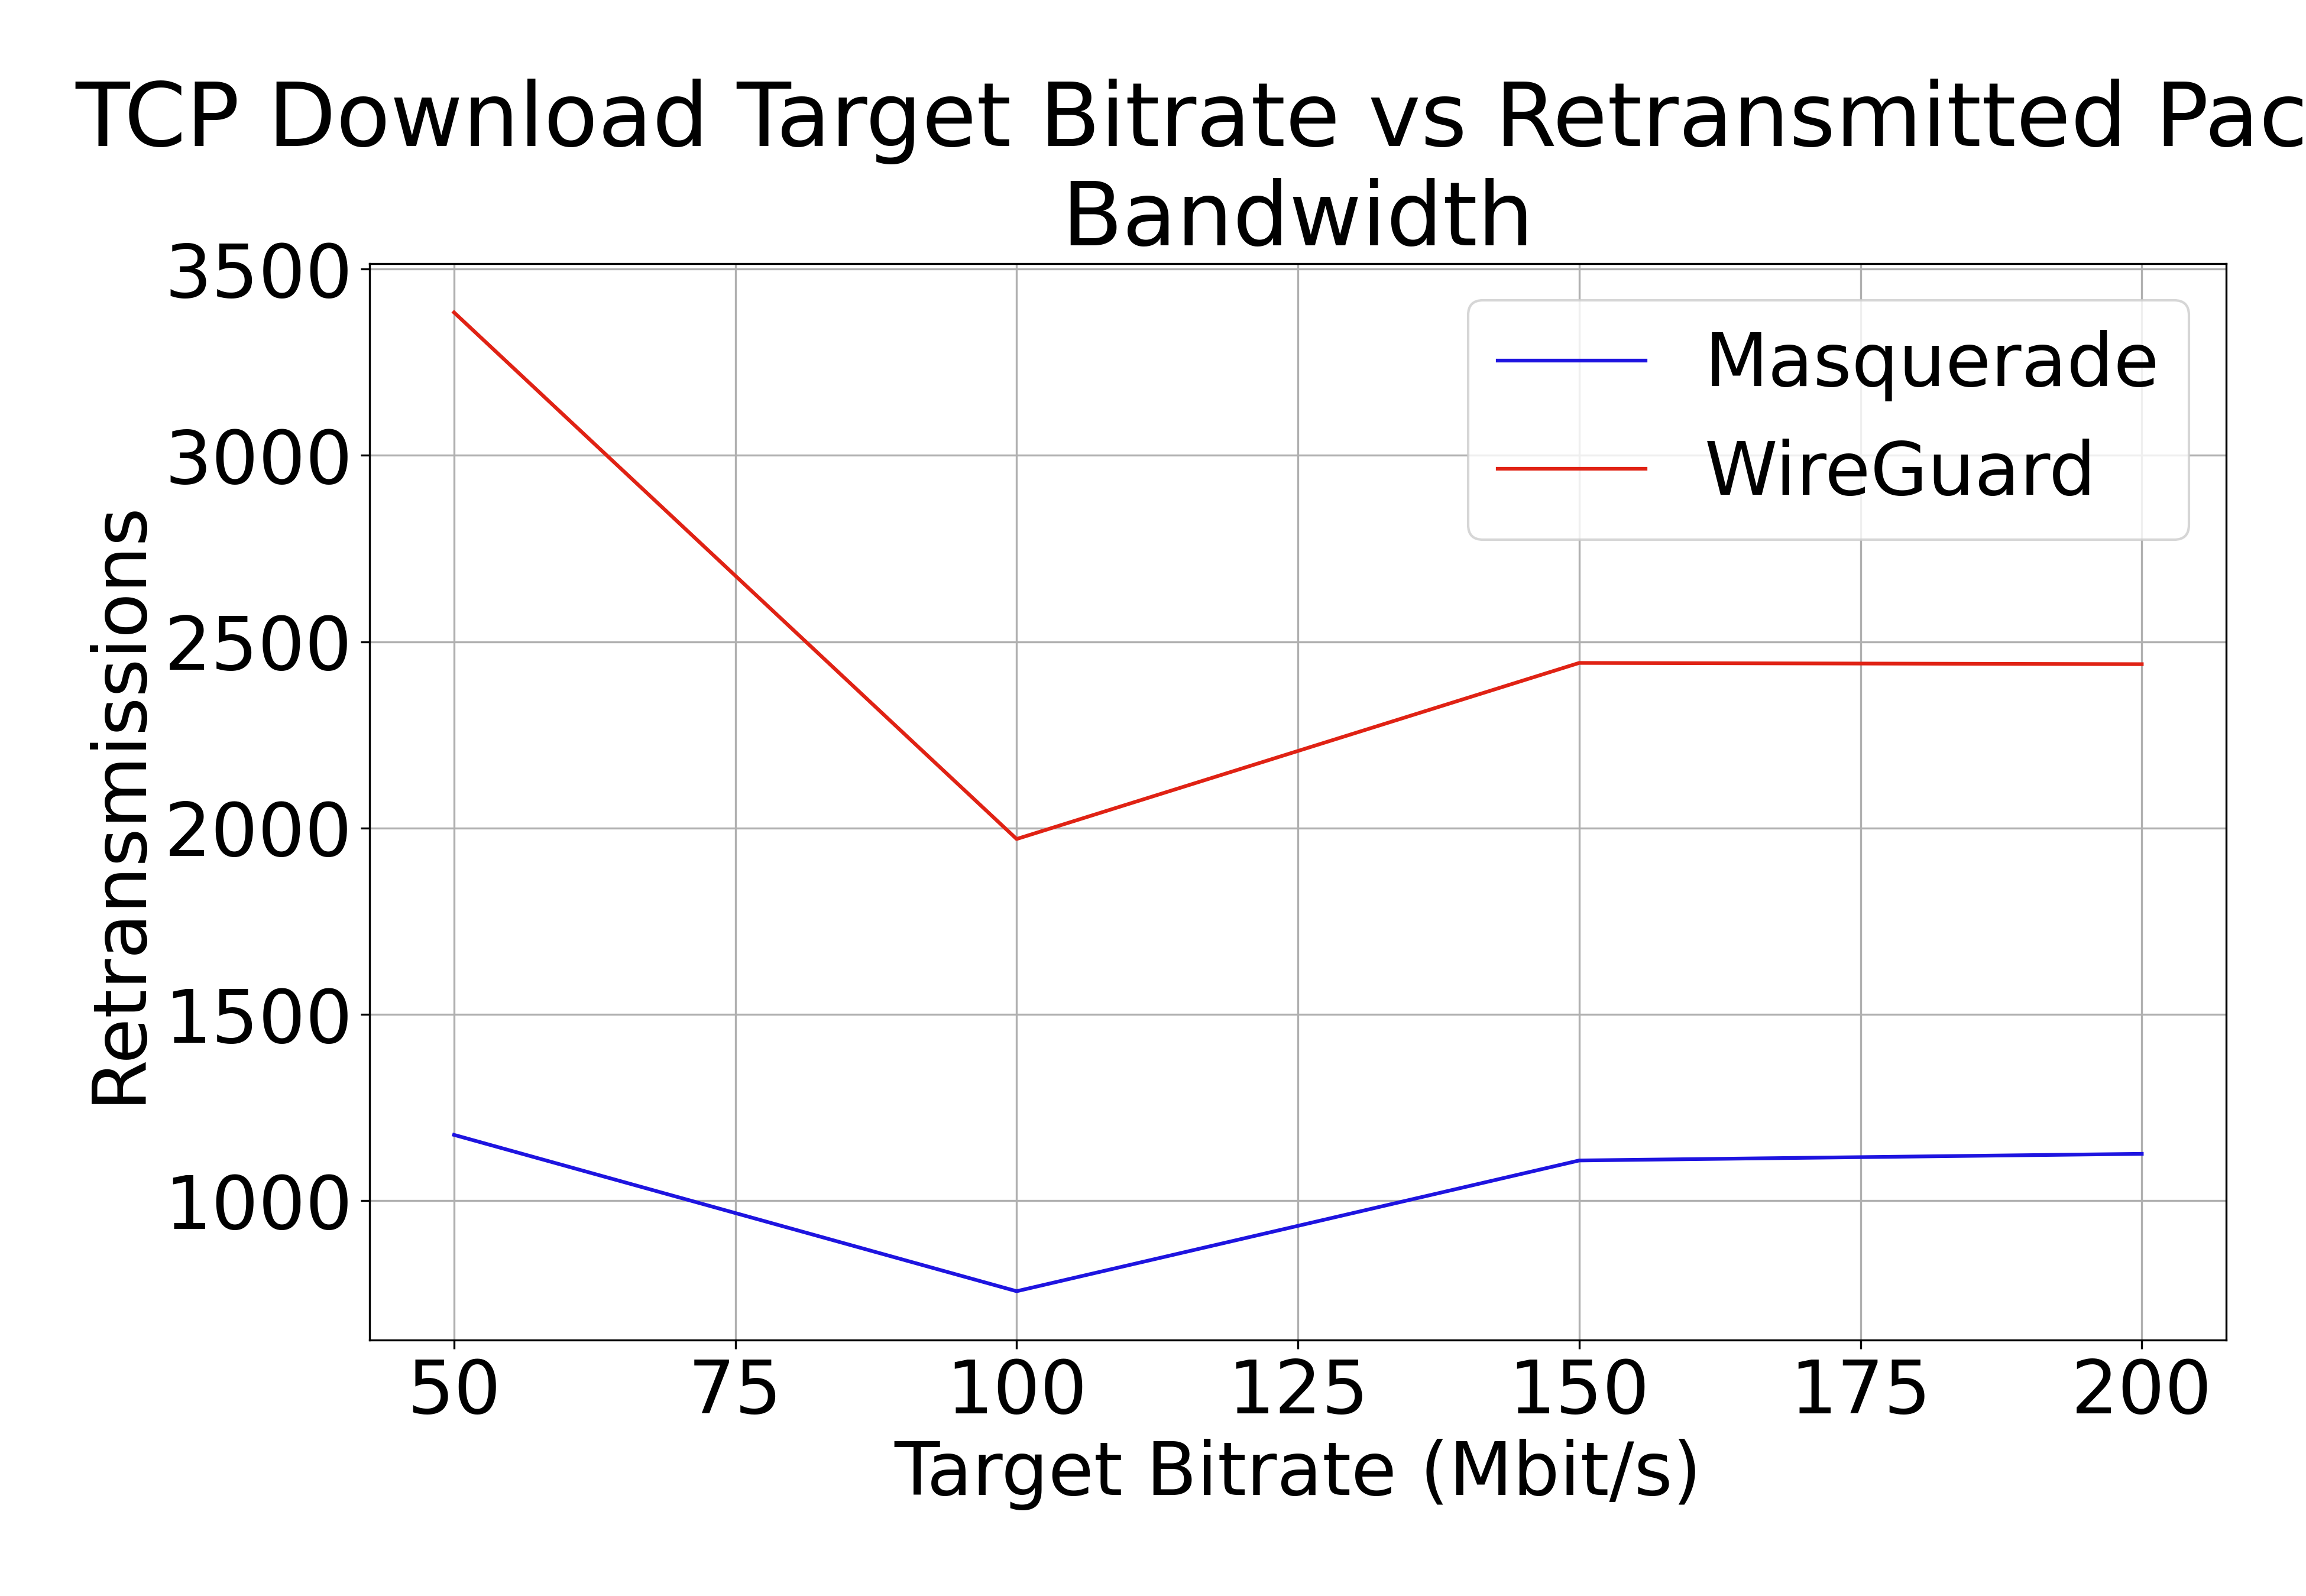 TCP Download Target Bitrate vs Retransmitted Pac
Bandwidth
3500
3000
2500
2000
1500
1000
Retransmissions
Masquerade
WireGuard
50 75 100 125 150 175 200
Target Bitrate (Mbit/s)